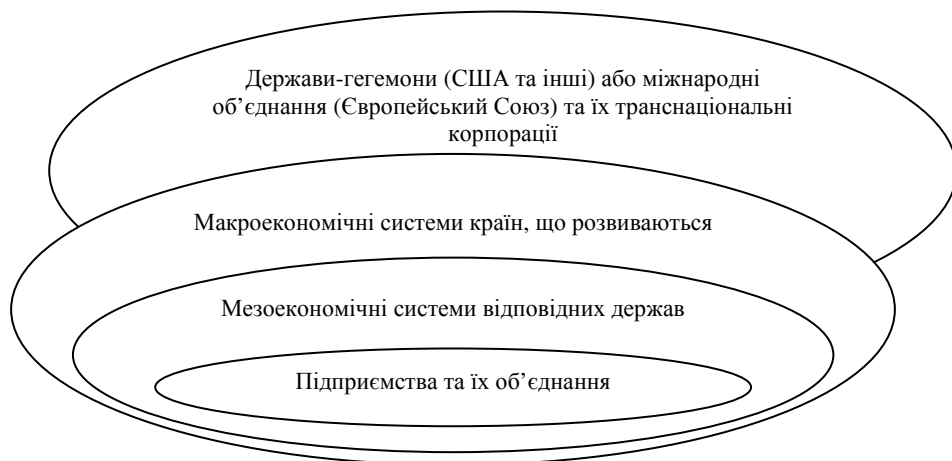 Держави-гегемони (США та інші) або міжнародні
об’єднання (Європейський Союз) та їх транснаціональні
корпорації
Макроекономічні системи країн, що розвиваються
Мезоекономічні системи відповідних держав
Підприємства та їх об’єднання